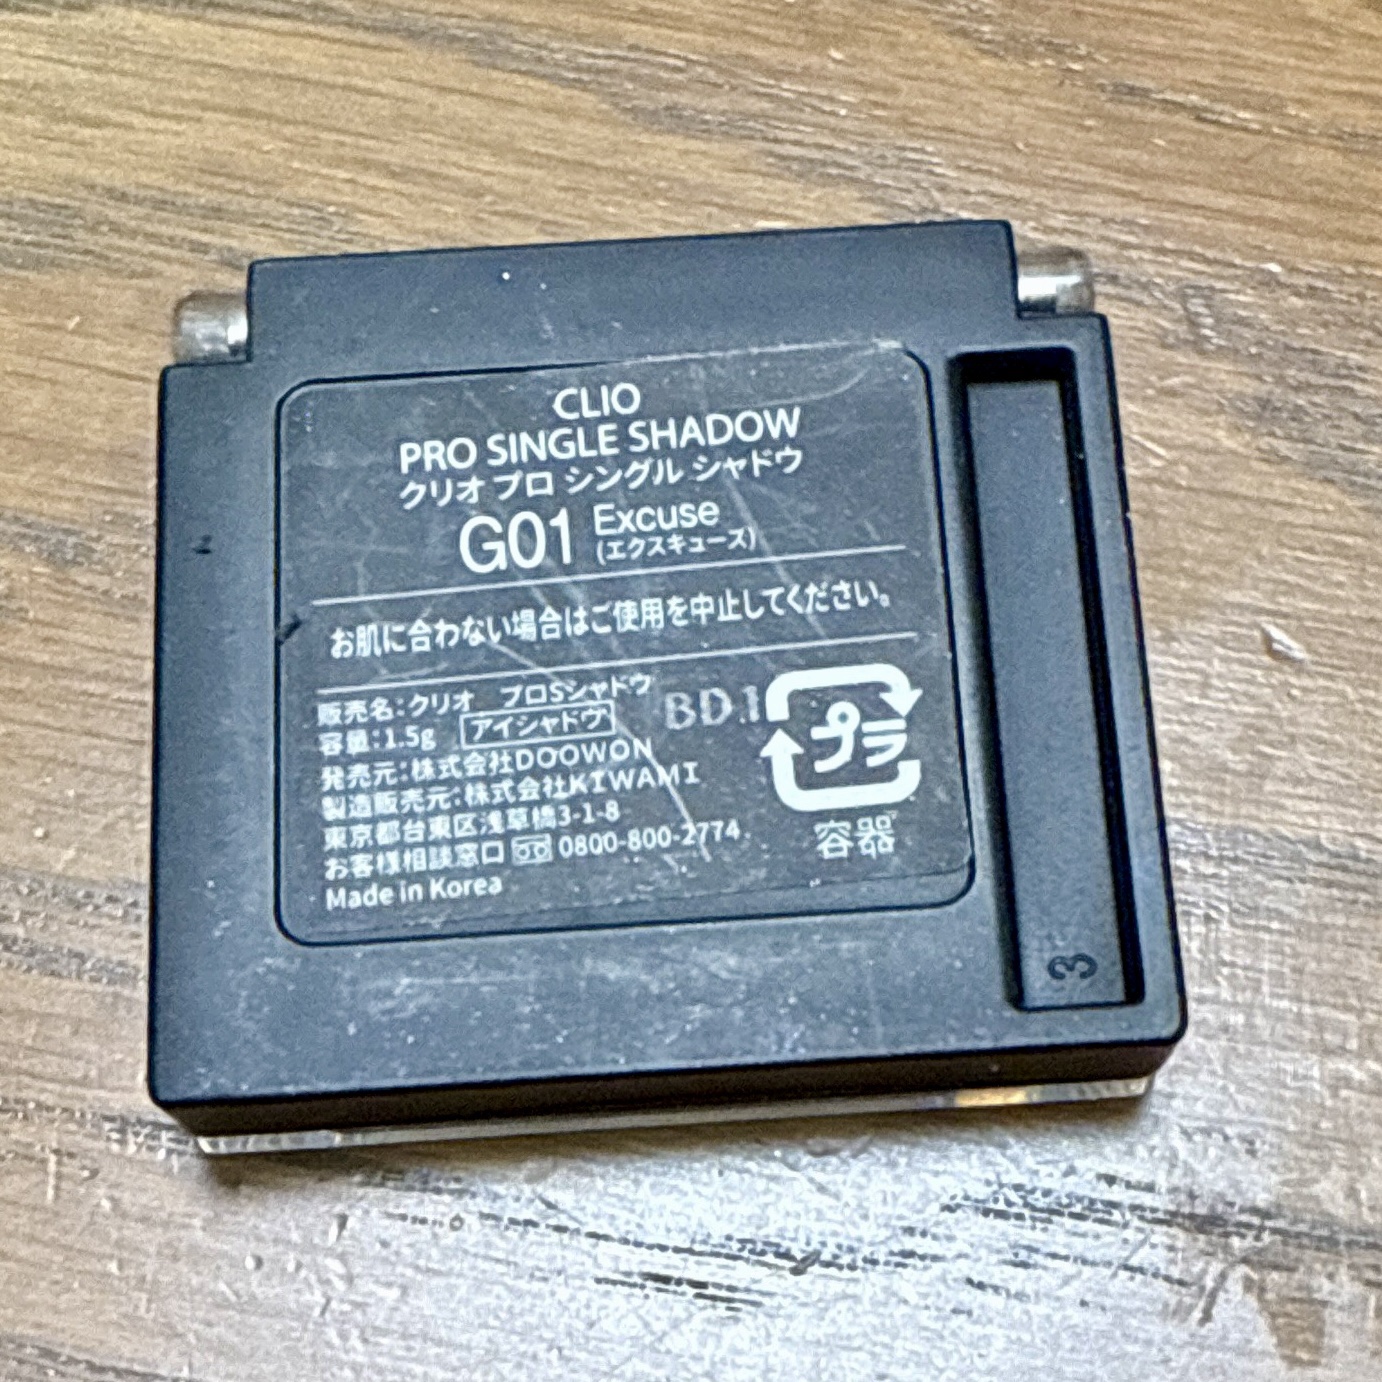 CLIO
PRO SINGLE SHADOW
クリオ プロ シングル シャドウ
G01 Excuse
(エクスキューズ)
お肌に合わない場合はご使用を中止してください。
販売名:クリオ プロSシャドウ
容量:1.5g アイシャドウ
BD.1
発売元:株式会社DOOWON
製造販売元:株式会社KIWAMI
東京都台東区浅草橋3-1-8
お客様相談窓口 0800-800-2774
Made in Korea
プラ
容器
3